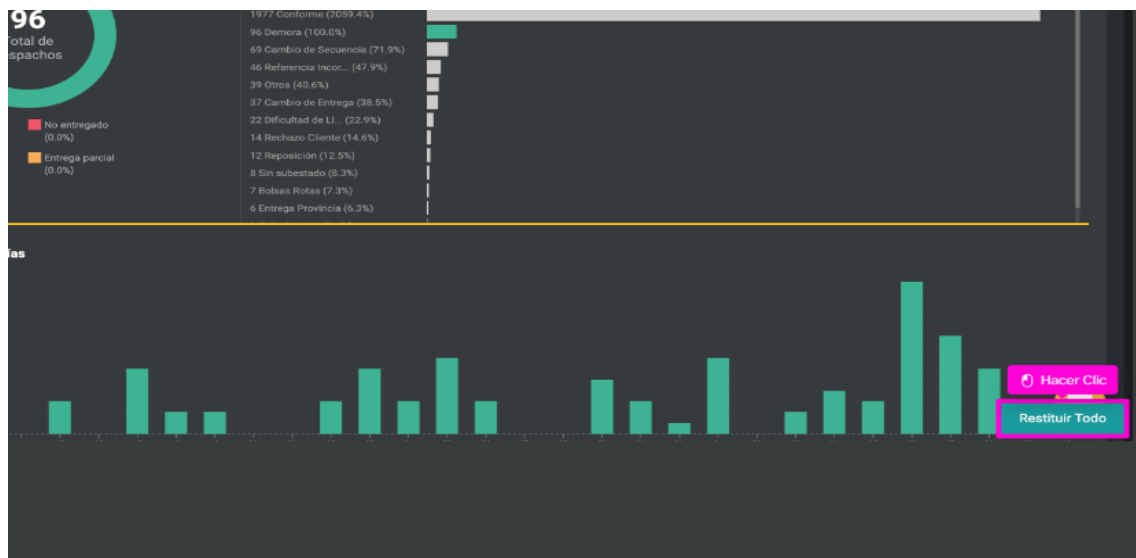 96
Total de
espachos
No entregado
(0.0%)
Entrega parcial
(0.0%)
1977 Conforme (2059.4%)
96 Demora (100.0%)
69 Cambio de Secuencia (71.9%)
46 Referencia Incor... (47.9%)
39 Otros (40.6%)
37 Cambio de Entrega (38.5%)
22 Dificultad de Ll... (22.9%)
14 Rechazo Cliente (14.6%)
12 Reposición (12.5%)
8 Sin subestado (8.3%)
7 Bolsas Rotas (7.3%)
6 Entrega Provincia (6.3%)
ías
Hacer Clic
Restituir Todo